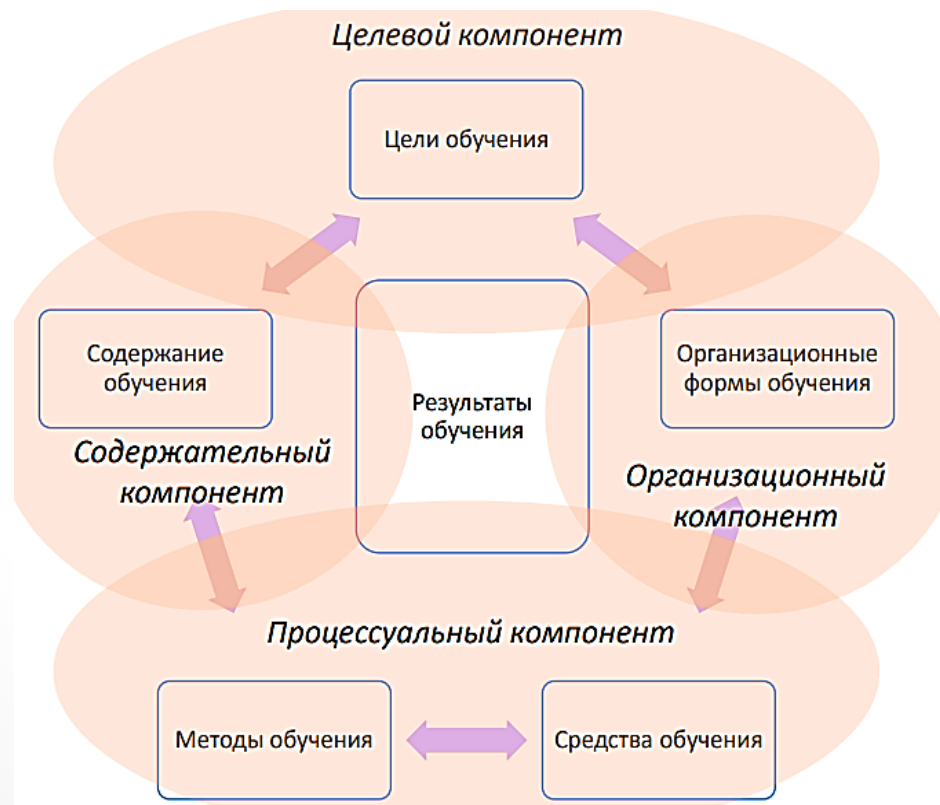 Целевой компонент
Цели обучения
Содержание
обучения
Результаты
обучения
Организационные
формы обучения
Содержательный
компонент
Организационный
компонент
Процессуальный компонент
Методы обучения
Средства обучения